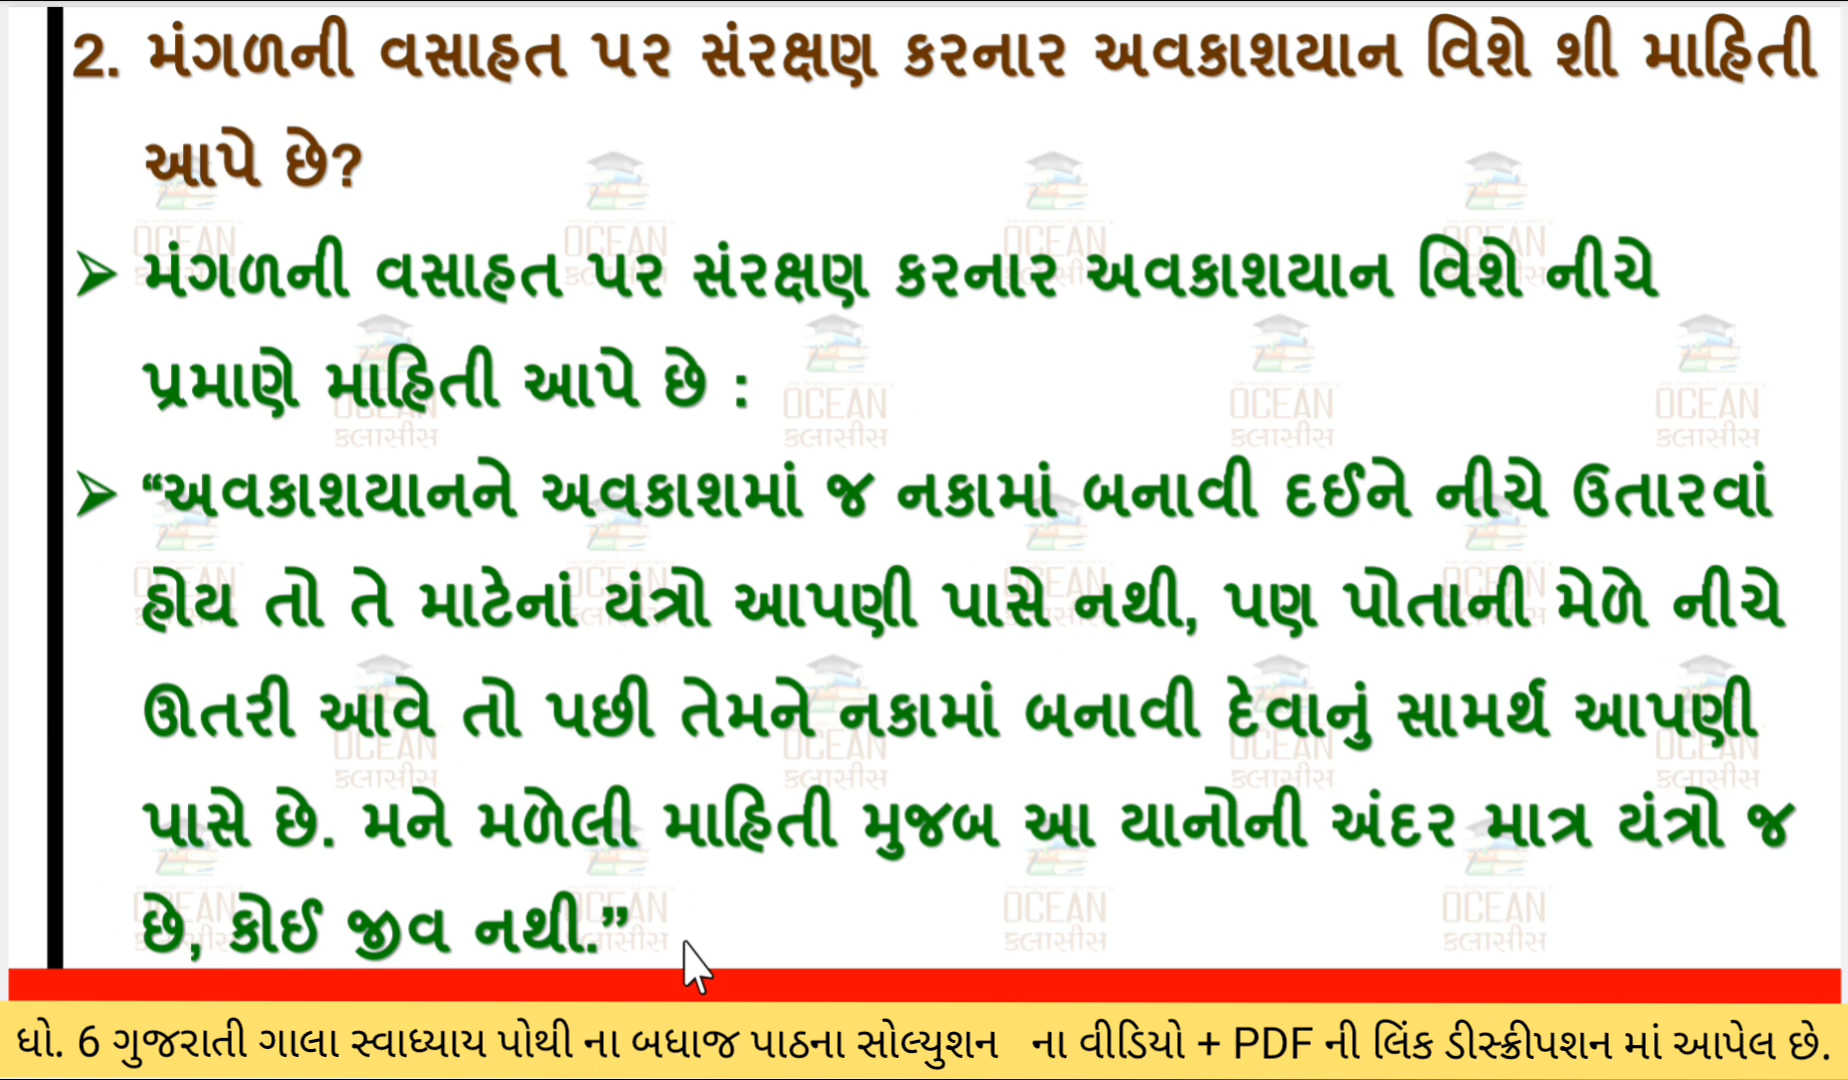 2. મંગળની વસાહત પર સંરક્ષણ કરનાર અવકાશયાન વિશે શી માહિતી
આપે છે?
➢ મંગળની વસાહત પર સંરક્ષણ કરનાર અવકાશયાન વિશે નીચે
પ્રમાણે માહિતી આપે છે :
➢ “અવકાશયાનને અવકાશમાં જ નકામાં બનાવી દઈને નીચે ઉતારવાં
હોય તો તે માટેનાં યંત્રો આપણી પાસે નથી, પણ પોતાની મેળે નીચે
ઊતરી આવે તો પછી તેમને નકામાં બનાવી દેવાનું સામર્થ આપણી
પાસે છે. મને મળેલી માહિતી મુજબ આ યાનોની અંદર માત્ર યંત્રો જ
છે, કોઈ જીવ નથી.”
OCEAN
ક્લાસીસ
ધો. 6 ગુજરાતી ગાલા સ્વાધ્યાય પોથી ના બધાજ પાઠના સોલ્યુશન ના વીડિયો + PDF ની લિંક ડીસ્ક્રીપશન માં આપેલ છે.